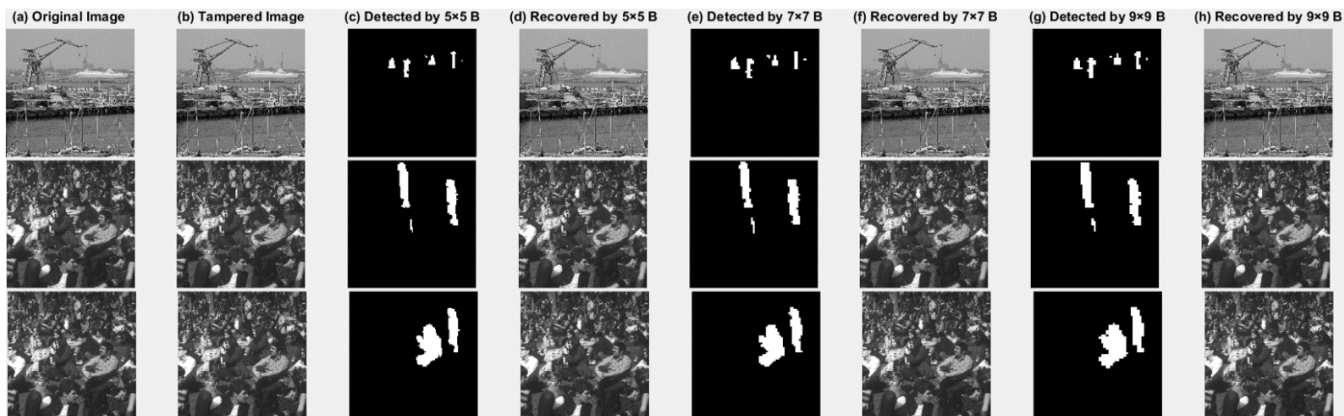 (a) Original Image
(b) Tampered Image
(c) Detected by 5×5 B
(d) Recovered by 5×5 B
(e) Detected by 7×7 B
(f) Recovered by 7×7 B
(g) Detected by 9×9 B
(h) Recovered by 9×9 B